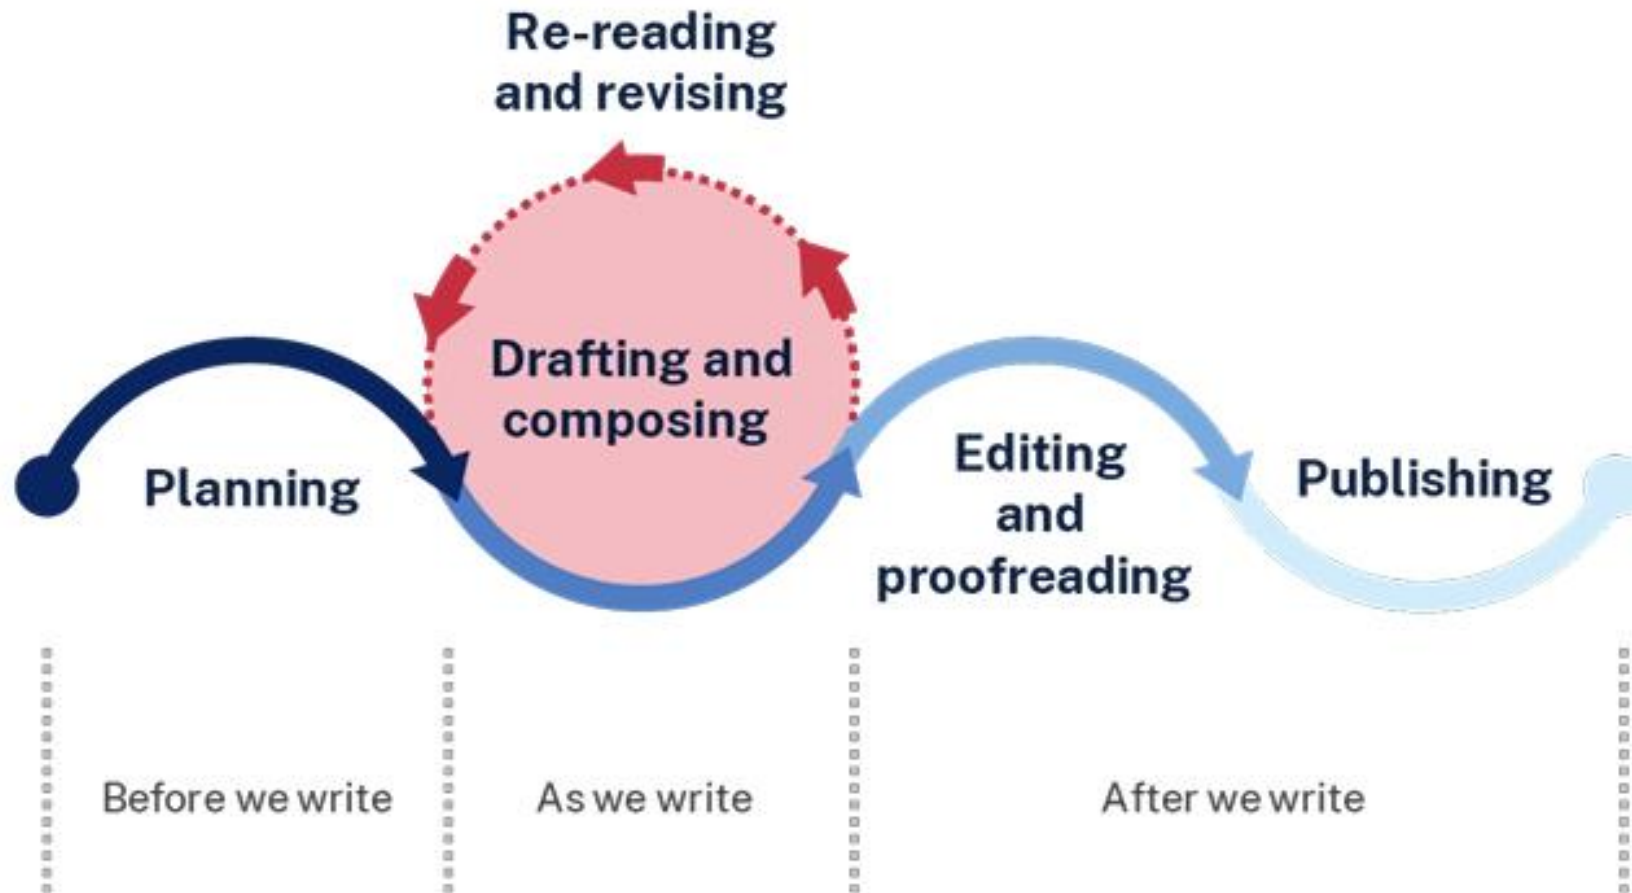 Re-reading
and revising
Drafting and
composing
Planning
Editing
and
proofreading
Publishing
Before we write
As we write
After we write